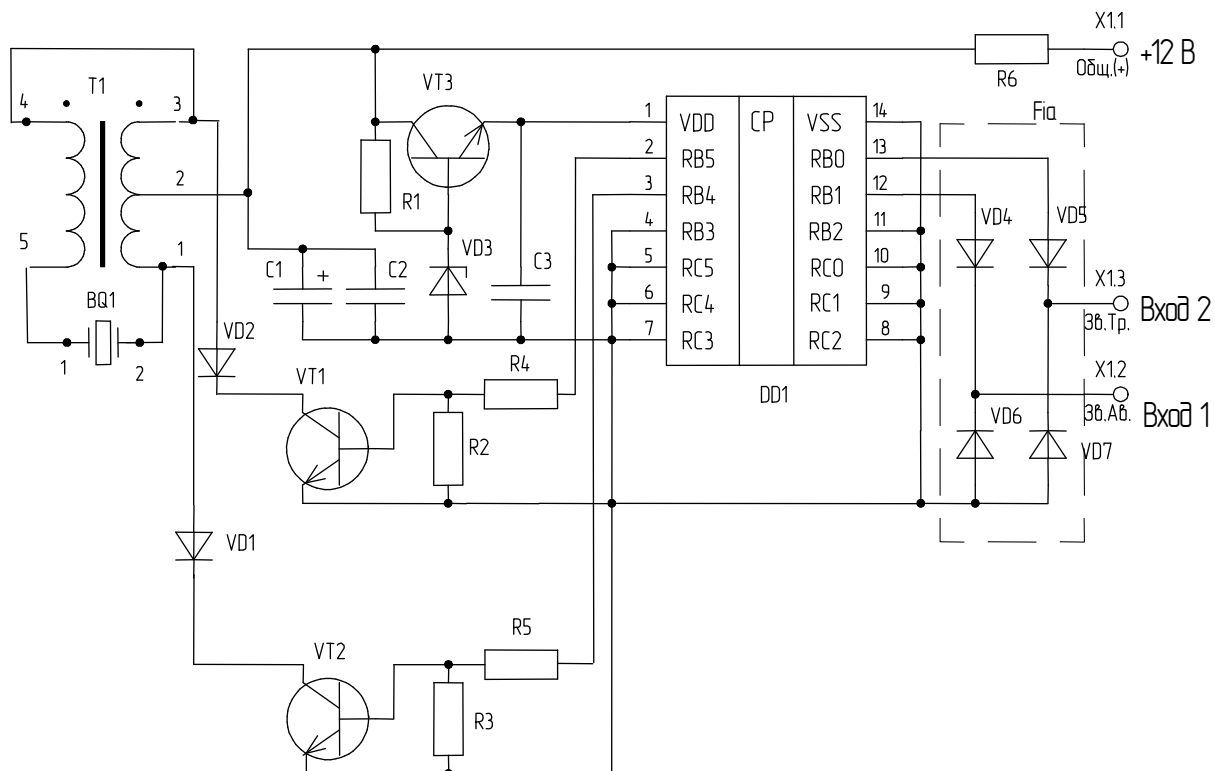 X1.1
+12 В
Общ.(+)
R6
T1
4
3
VT3
1
VDD
CP
VSS
14
Fia
2
RB5
RB0
13
2
R1
3
RB4
RB1
12
4
RB3
RB2
11
VD4
VD5
5
1
C1
+
C2
VD3
C3
5
RC5
RC0
10
BQ1
6
RC4
RC1
9
X1.3
Зв.Тр.
Вход 2
7
RC3
RC2
8
1
2
VD2
VT1
R4
DD1
X1.2
Зв.Ав.
Вход 1
R2
VD6
VD7
VD1
R5
VT2
R3